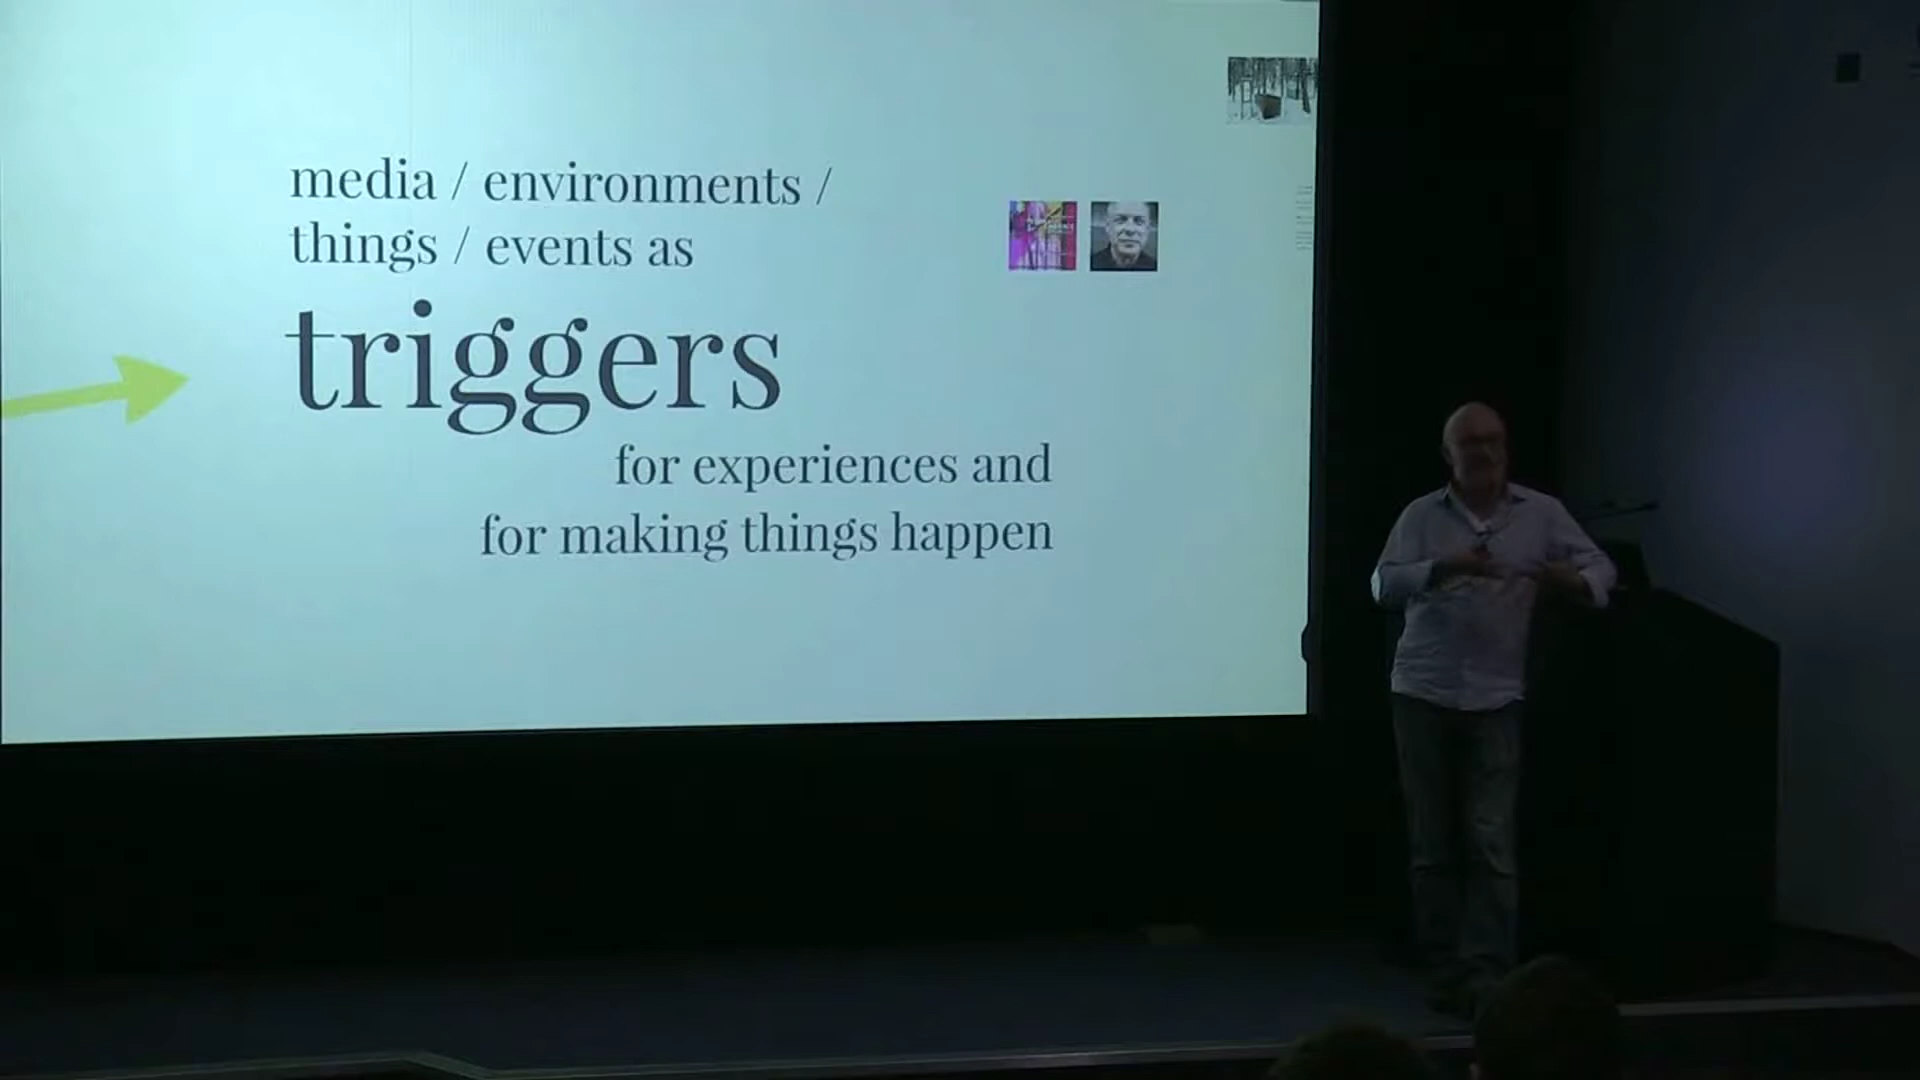 media / environments /
things / events as
triggers
for experiences and
for making things happen